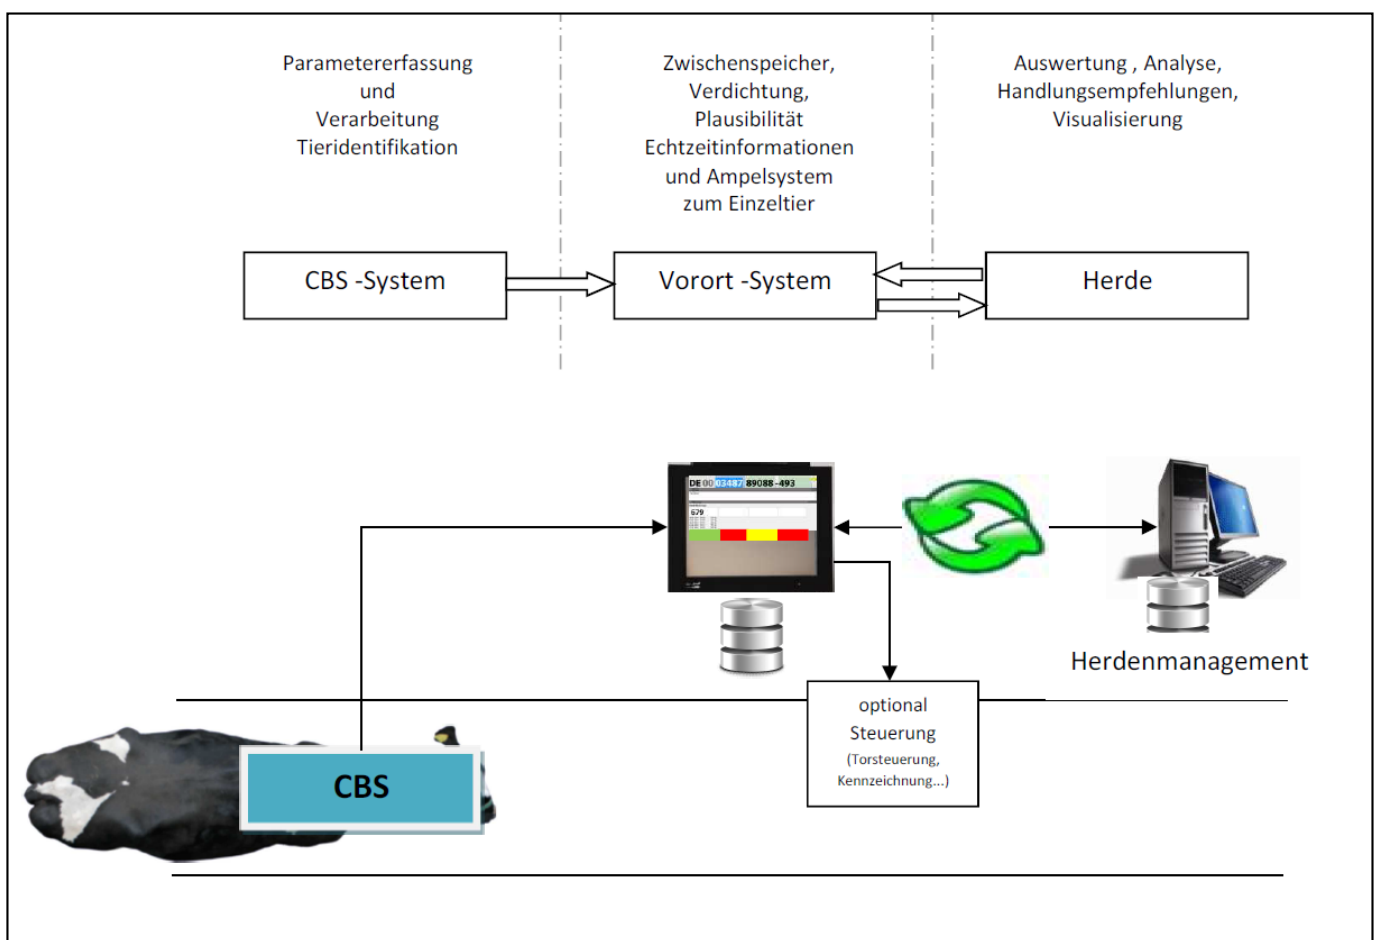 Parametererfassung
und
Verarbeitung
Tieridentifikation
Zwischenspeicher,
Verdichtung,
Plausibilität
Echtzeitinformationen
und Ampelsystem
zum Einzeltier
Auswertung , Analyse,
Handlungsempfehlungen,
Visualisierung
CBS -System
Vorort -System
Herde
DE 00 03487 89088 -493
679
Herdenmanagement
optional
Steuerung
(Torsteuerung,
Kennzeichnung...)
CBS